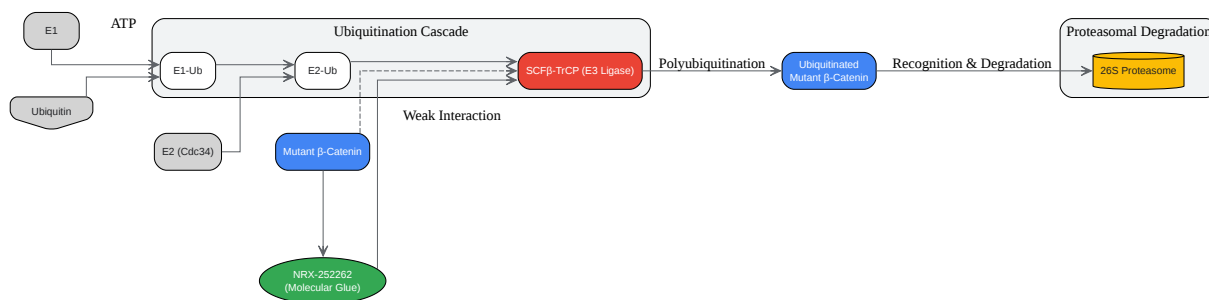 E1
ATP
Ubiquitination Cascade
Proteasomal Degradation
E1-Ub
E2-Ub
SCFβ-TrCP (E3 Ligase)
Polyubiquitination
Ubiquitinated
Mutant β-Catenin
Recognition & Degradation
26S Proteasome
Ubiquitin
Weak Interaction
E2 (Cdc34)
Mutant β-Catenin
NRX-252262
(Molecular Glue)